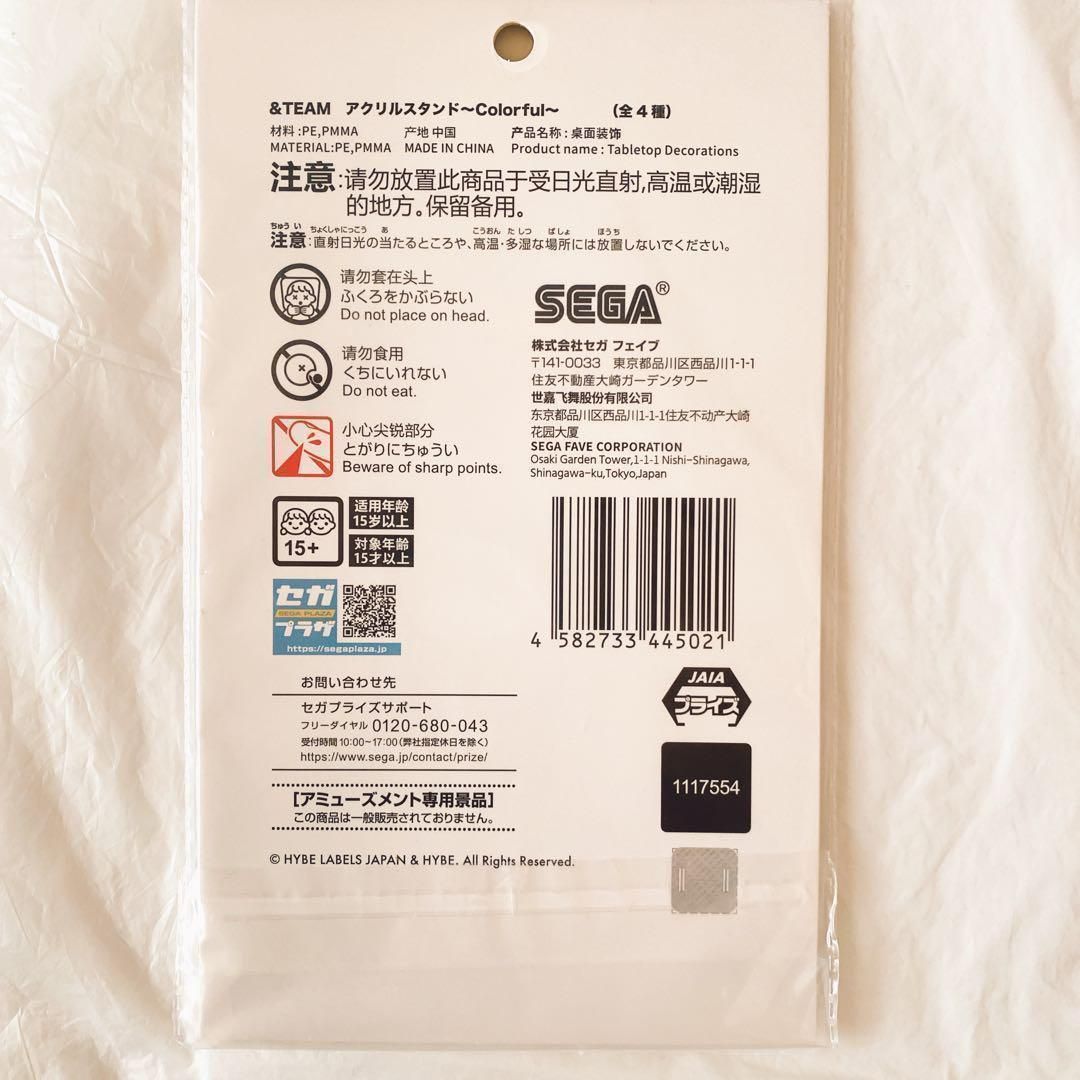 &TEAM アクリルスタンド～Colorful～ (全4種)
材料:PE,PMMA 产地 中国 产品名称:桌面装饰
MATERIAL:PE,PMMA MADE IN CHINA Product name : Tabletop Decorations
注意:请勿放置此商品于受日光直射,高温或潮湿
的地方。保留备用。
ちゅうい ちょくしゃにっこう あ こうおん たしつ ばしょ ほうち
注意:直射日光の当たるところや、高温・多湿な場所には放置しないでください。
请勿套在头上
ふくろをかぶらない
Do not place on head.
请勿食用
くちにいれない
Do not eat.
小心尖锐部分
とがりにちゅうい
Beware of sharp points.
15+
适用年龄
15岁以上
対象年齢
15才以上
セガ
SEGA PLAZA
プラザ
https://segaplaza.jp
SEGA®
株式会社セガ フェイブ
〒141-0033 東京都品川区西品川1-1-1
住友不動産大崎ガーデンタワー
世嘉飞舞股份有限公司
东京都品川区西品川1-1-1住友不动产大崎
花园大厦
SEGA FAVE CORPORATION
Osaki Garden Tower,1-1-1 Nishi-Shinagawa,
Shinagawa-ku,Tokyo,Japan
4 582733 445021
JAIA
プライズ
1117554
お問い合わせ先
セガプライズサポート
フリーダイヤル 0120-680-043
受付時間10:00~17:00(弊社指定休日を除く)
https://www.sega.jp/contact/prize/
[アミューズメント専用景品]
この商品は一般販売されておりません。
© HYBE LABELS JAPAN & HYBE. All Rights Reserved.